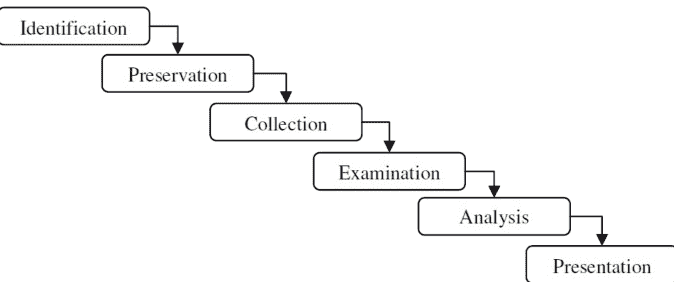 Identification
Preservation
Collection
Examination
Analysis
Presentation